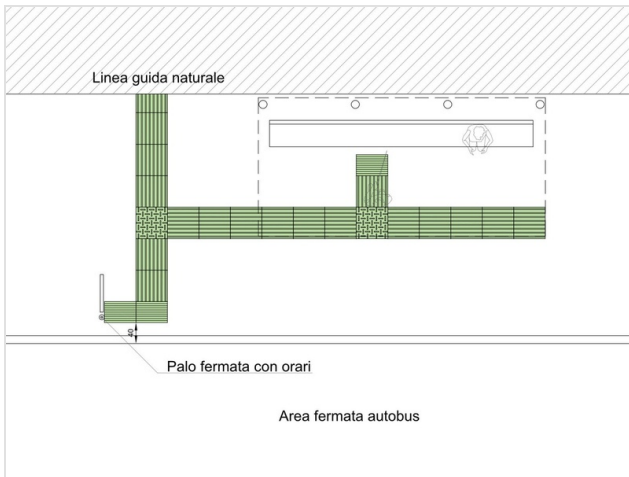 Linea guida naturale
40
Palo fermata con orari
Area fermata autobus